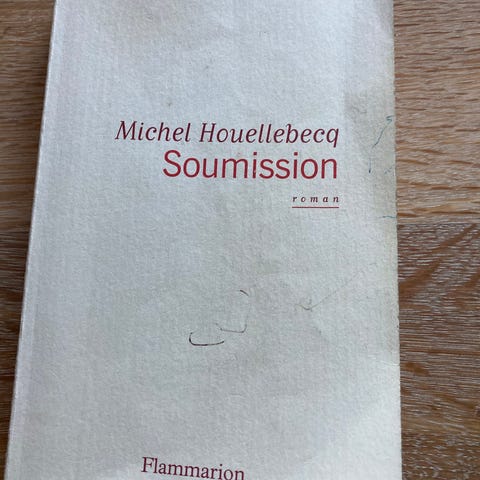 Michel Houellebecq
Soumission
roman
Flammarion